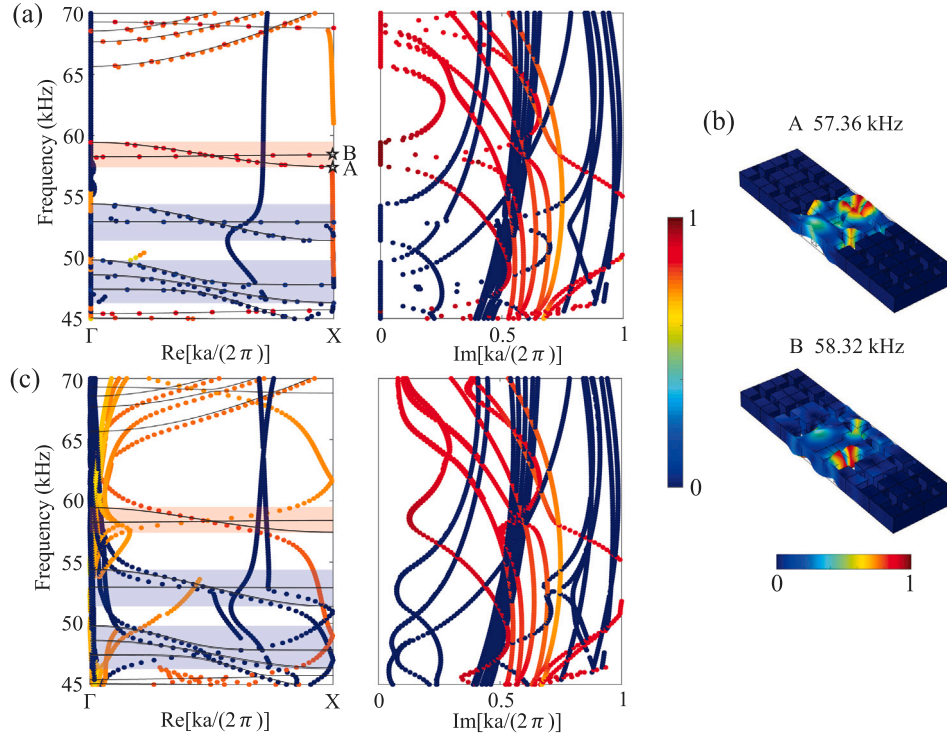 (a)
70
65
60
55
50
45
Frequency (kHz)
B
A
Γ
X
Re[ka/(2π)]
0
0.5
1
Im[ka/(2π)]
1
0
(b)
A 57.36 kHz
B 58.32 kHz
0
1
(c)
70
65
60
55
50
45
Frequency (kHz)
Γ
X
Re[ka/(2π)]
0
0.5
1
Im[ka/(2π)]